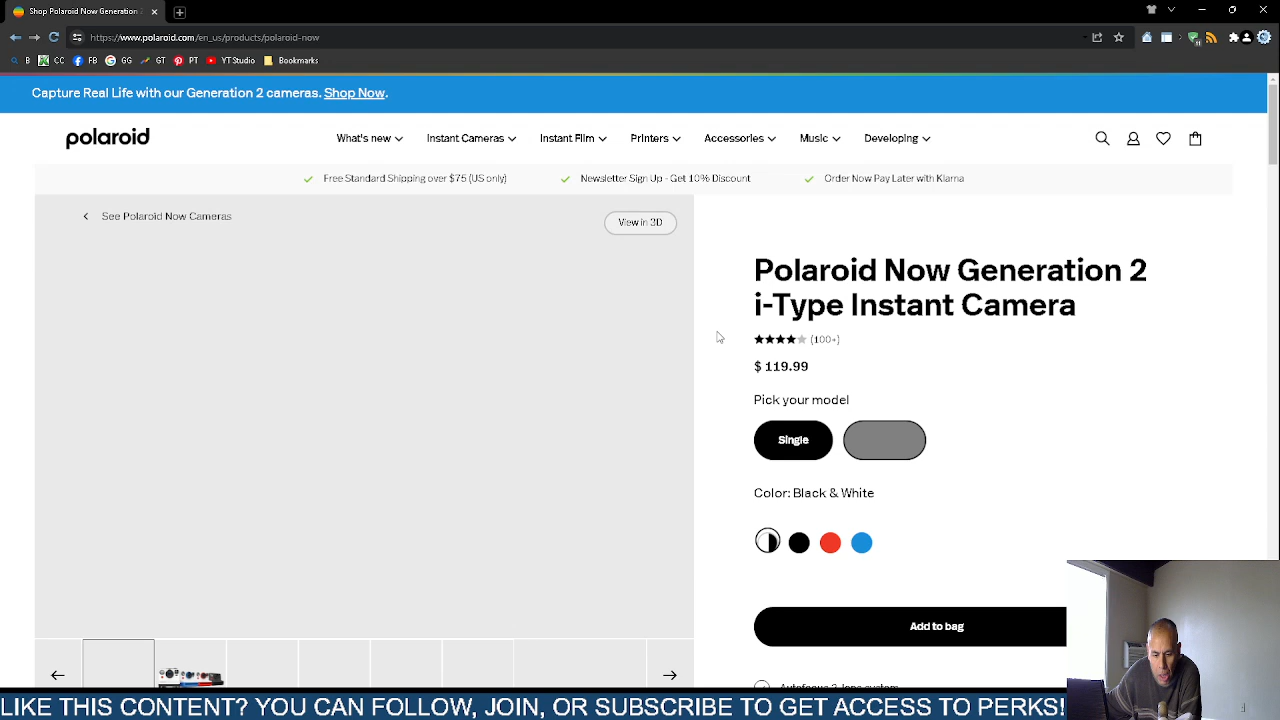 Shop Polaroid Generation
https://www.polaroid.com/en_us/products/polaroid-now
B CC FB GG GT PT YT Studio Bookmarks
Capture Real Life with our Generation 2 cameras. Shop Now.
polaroid What's new Instant Cameras Instant Film Printers Accessories Music Developing
Free Standard Shipping over $75 (US only) Newsletter Sign Up - Get 10% Discount Order Now Pay Later with Klarna
See Polaroid Now Cameras
View in 3D
Polaroid Now Generation 2
i-Type Instant Camera
(100+)
$ 119.99
Pick your model
Single
Color: Black & White
Add to bag
Autofocus 2-lens system
LIKE THIS CONTENT? YOU CAN FOLLOW, JOIN, OR SUBSCRIBE TO GET ACCESS TO PERKS!